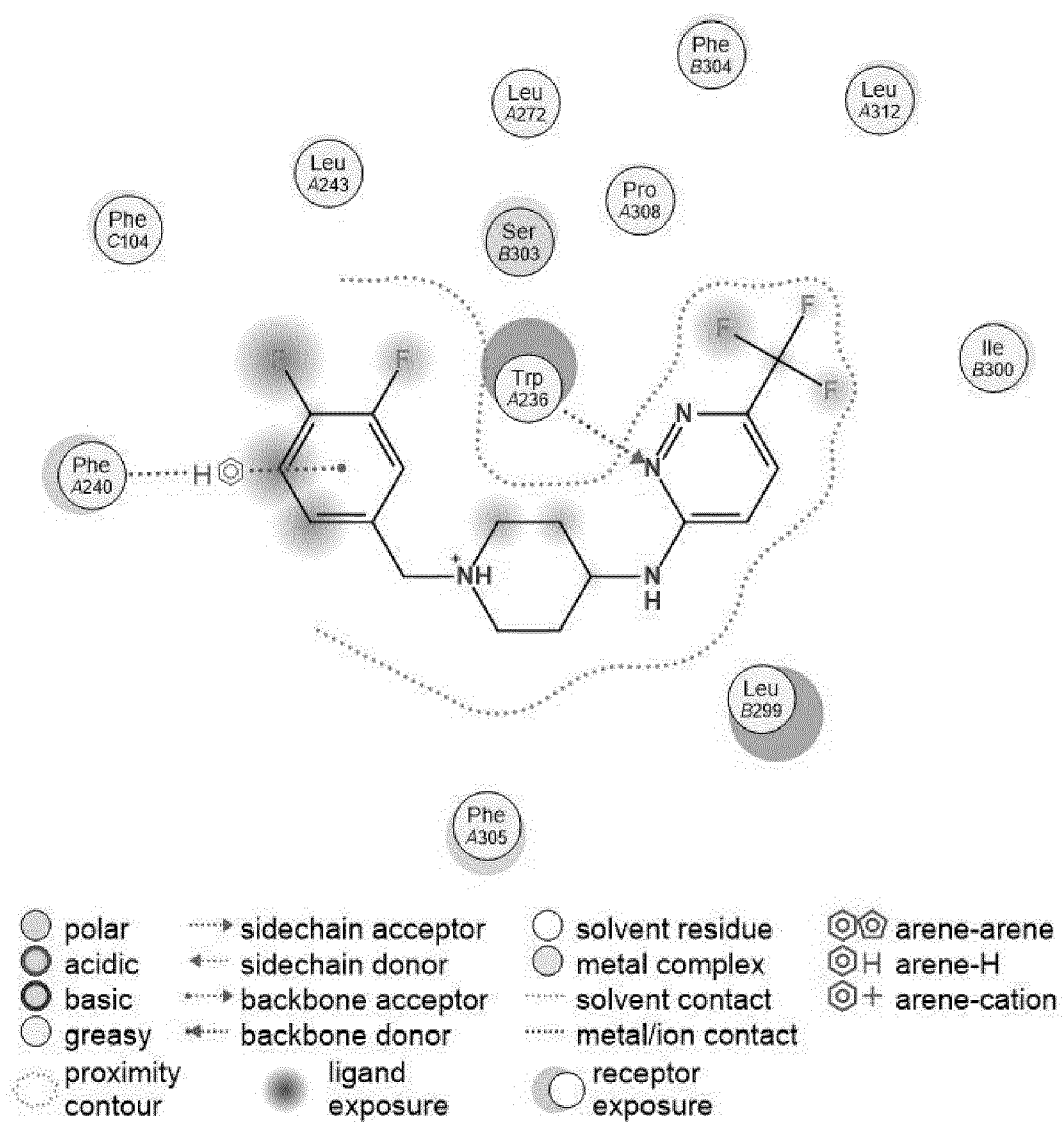 Phe
B304
Leu
A272
Leu
A312
Leu
A243
Pro
A308
Phe
C104
Ser
B303
F
F
F
F
F
Ile
B300
Trp
A236
N
N
Phe
A240
H
+
NH
N
H
Leu
B299
Phe
A305
polar
sidechain acceptor
solvent residue
arene-arene
acidic
sidechain donor
metal complex
H arene-H
basic
backbone acceptor
solvent contact
+ arene-cation
greasy
backbone donor
metal/ion contact
proximity
contour
ligand
exposure
receptor
exposure